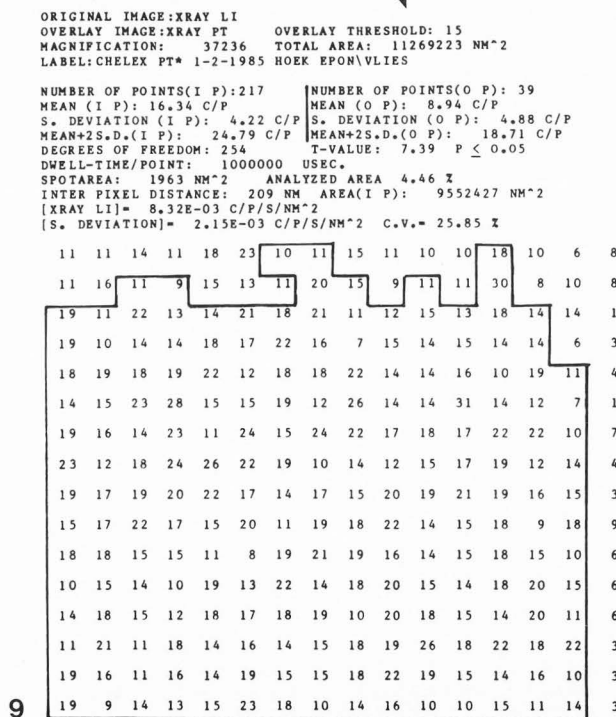 ORIGINAL IMAGE:XRAY LI
OVERLAY IMAGE:XRAY PT OVERLAY THRESHOLD: 15
MAGNIFICATION: 37236 TOTAL AREA: 11269223 NM^2
LABEL:CHELEX PT* 1-2-1985 HOEK EPON\VLIES
NUMBER OF POINTS(I P):217 NUMBER OF POINTS(O P): 39
MEAN (I P): 16.34 C/P MEAN (O P): 8.94 C/P
S. DEVIATION (I P): 4.22 C/P S. DEVIATION (O P): 4.88 C/P
MEAN+2S.D.(I P): 24.79 C/P MEAN+2S.D.(O P): 18.71 C/P
DEGREES OF FREEDOM: 254 T-VALUE: 7.39 P ≤ 0.05
DWELL-TIME/POINT: 1000000 USEC.
SPOTAREA: 1963 NM^2 ANALYZED AREA 4.46 %
INTER PIXEL DISTANCE: 209 NM AREA(I P): 9552427 NM^2
[XRAY LI]= 8.32E-03 C/P/S/NM^2
[S. DEVIATION]= 2.15E-03 C/P/S/NM^2 C.V.= 25.85 %
11 11 14 11 18 23 10 11 15 11 10 10 18 10 6 8
11 16 11 9 15 13 11 20 15 9 11 11 30 8 10 8
19 11 22 13 14 21 18 21 11 12 15 13 18 14 14 1
19 10 14 14 18 17 22 16 7 15 14 15 14 14 6 3
18 19 18 19 22 12 18 18 22 14 14 16 10 19 11 4
14 15 23 28 15 15 19 12 26 14 14 31 14 12 7 1
19 16 14 23 11 24 15 24 22 17 18 17 22 22 10 7
23 12 18 24 26 22 19 10 14 12 15 17 19 12 14 4
19 17 19 20 22 17 14 17 15 20 19 21 19 16 15 3
15 17 22 17 15 20 11 19 18 22 14 15 18 9 18 9
18 18 15 15 11 8 19 21 19 16 14 15 18 15 10 6
10 15 14 10 19 13 22 14 18 20 15 14 18 20 15 6
14 18 15 12 18 17 18 19 10 20 18 15 14 20 11 6
11 21 11 18 14 16 14 15 18 19 26 18 22 18 22 3
19 16 11 16 14 19 15 15 18 22 19 15 14 16 10 3
19 9 14 13 15 23 18 10 14 16 10 10 15 11 14 3
9